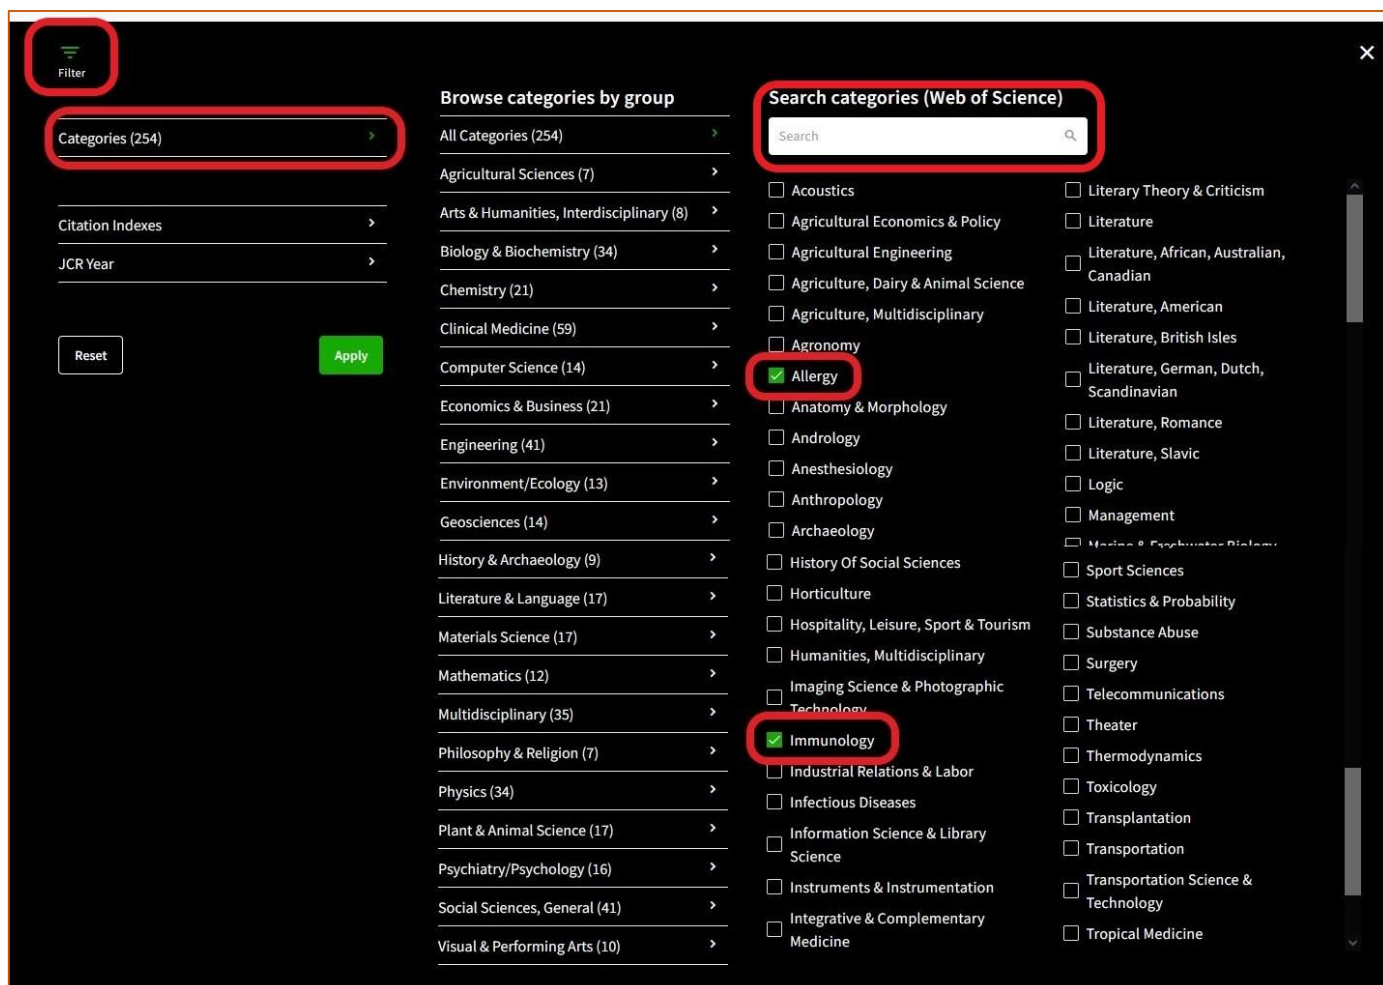 Filter
Categories (254)
Citation Indexes
JCR Year
Reset
Apply
Browse categories by group
All Categories (254)
Agricultural Sciences (7)
Arts & Humanities, Interdisciplinary (8)
Biology & Biochemistry (34)
Chemistry (21)
Clinical Medicine (59)
Computer Science (14)
Economics & Business (21)
Engineering (41)
Environment/Ecology (13)
Geosciences (14)
History & Archaeology (9)
Literature & Language (17)
Materials Science (17)
Mathematics (12)
Multidisciplinary (35)
Philosophy & Religion (7)
Physics (34)
Plant & Animal Science (17)
Psychiatry/Psychology (16)
Social Sciences, General (41)
Visual & Performing Arts (10)
Search categories (Web of Science)
Search
Acoustics
Agricultural Economics & Policy
Agricultural Engineering
Agriculture, Dairy & Animal Science
Agriculture, Multidisciplinary
Agronomy
Allergy
Anatomy & Morphology
Andrology
Anesthesiology
Anthropology
Archaeology
History Of Social Sciences
Horticulture
Hospitality, Leisure, Sport & Tourism
Humanities, Multidisciplinary
Imaging Science & Photographic
Technology
Immunology
Industrial Relations & Labor
Infectious Diseases
Information Science & Library
Science
Instruments & Instrumentation
Integrative & Complementary
Medicine
Literary Theory & Criticism
Literature
Literature, African, Australian,
Canadian
Literature, American
Literature, British Isles
Literature, German, Dutch,
Scandinavian
Literature, Romance
Literature, Slavic
Logic
Management
Marine & Freshwater Biology
Sport Sciences
Statistics & Probability
Substance Abuse
Surgery
Telecommunications
Theater
Thermodynamics
Toxicology
Transplantation
Transportation
Transportation Science &
Technology
Tropical Medicine